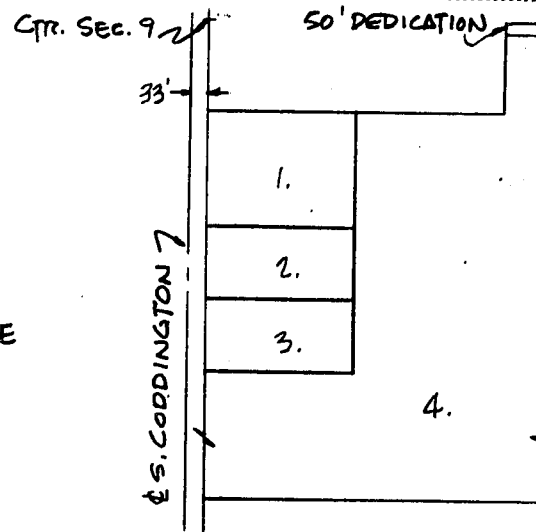 CTR. SEC. 9
50' DEDICATION
33'
1.
2.
3.
4.
E
℄ S. CODDINGTON